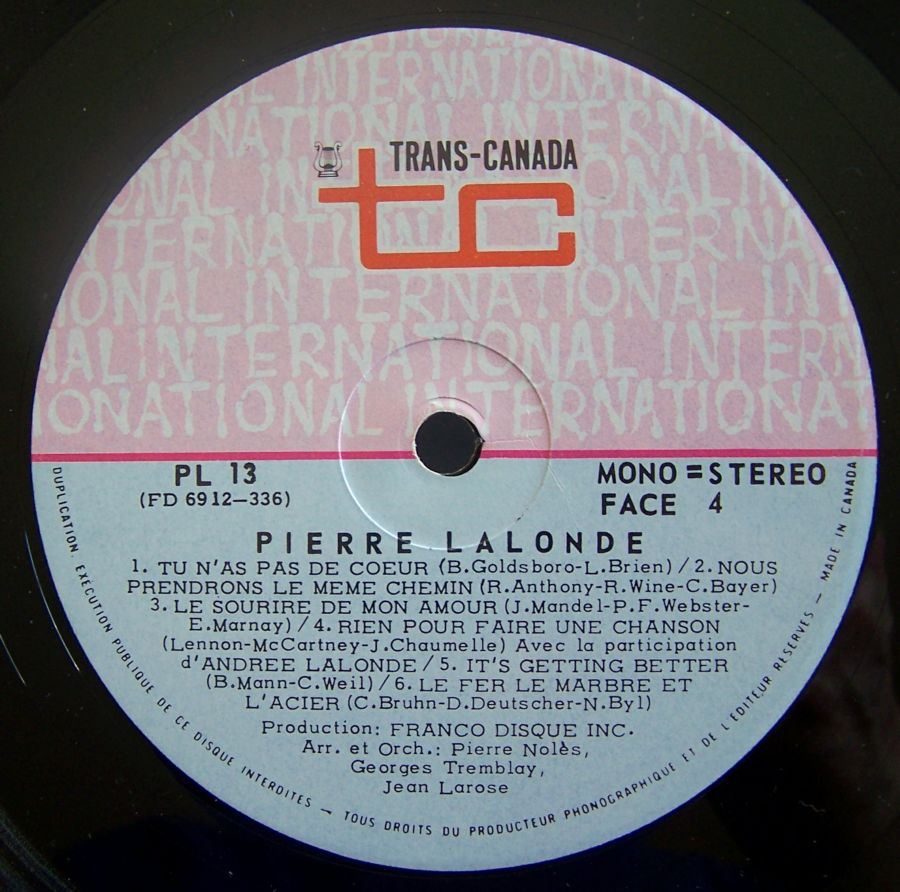 INTERNATIONAL
INTERNATIONAL
INTERNATIONAL
INTERNATIONAL
INTERNATIONAL
INTERNATIONAL
INTERNATIONAL
TRANS-CANADA
tc
PL 13
(FD 6912-336)
MONO = STEREO
FACE 4
PIERRE LALONDE
1. TU N'AS PAS DE COEUR (B.Goldsboro-L.Brien) / 2. NOUS
PRENDRONS LE MEME CHEMIN (R.Anthony-R.Wine-C.Bayer)
3. LE SOURIRE DE MON AMOUR (J.Mandel-P.F.Webster-
E.Marnay) / 4. RIEN POUR FAIRE UNE CHANSON
(Lennon-McCartney-J.Chaumelle) Avec la participation
d'ANDREE LALONDE / 5. IT'S GETTING BETTER
(B.Mann-C.Weil) / 6. LE FER LE MARBRE ET
L'ACIER (C.Bruhn-D.Deutscher-N.Byl)
Production: FRANCO DISQUE INC.
Arr. et Orch.: Pierre Nolès,
Georges Tremblay,
Jean Larose
DUPLICATION. EXECUTION PUBLIQUE DE CE DISQUE INTERDITES — TOUS DROITS DU PRODUCTEUR PHONOGRAPHIQUE ET DE L'EDITEUR RESERVES — MADE IN CANADA